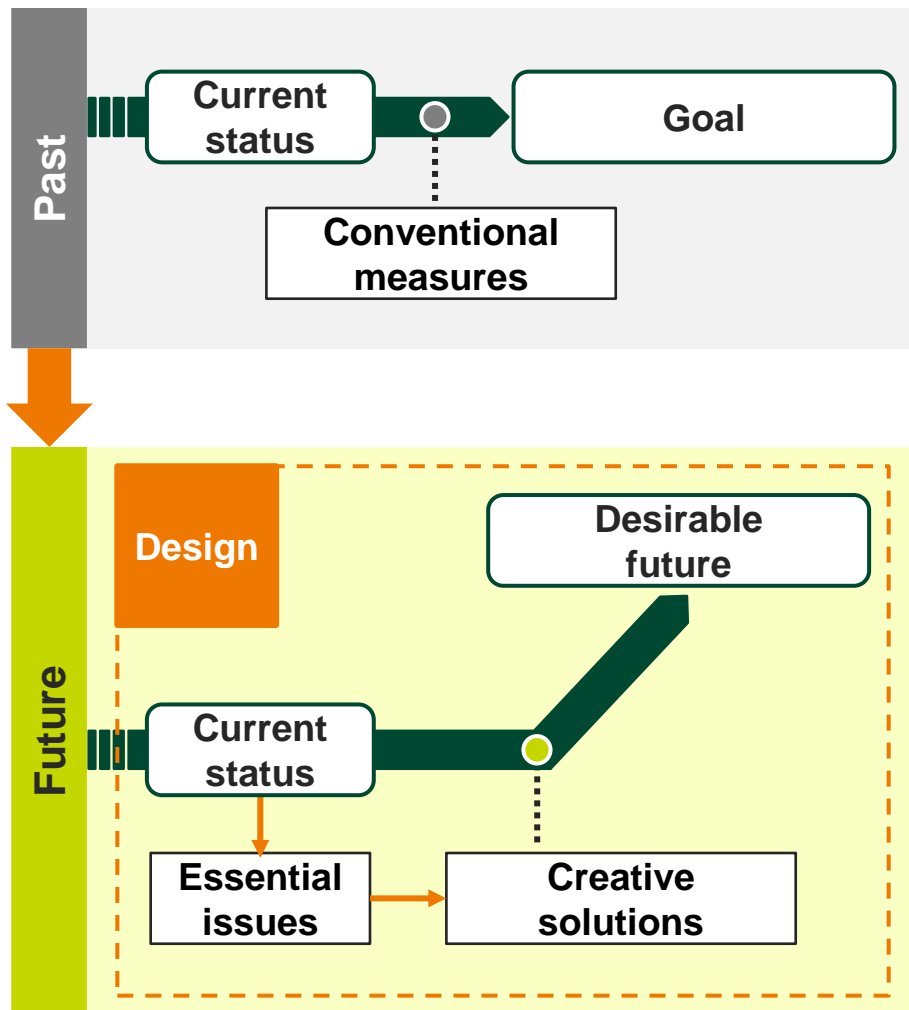 Past
Current
status
Goal
Conventional
measures
Future
Design
Desirable
future
Current
status
Essential
issues
Creative
solutions